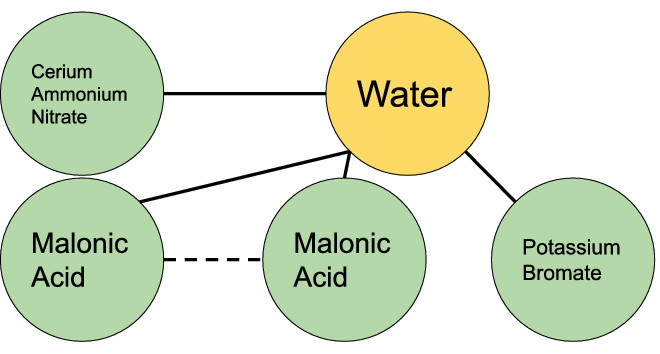 Cerium
Ammonium
Nitrate
Water
Malonic
Acid
Malonic
Acid
Potassium
Bromate